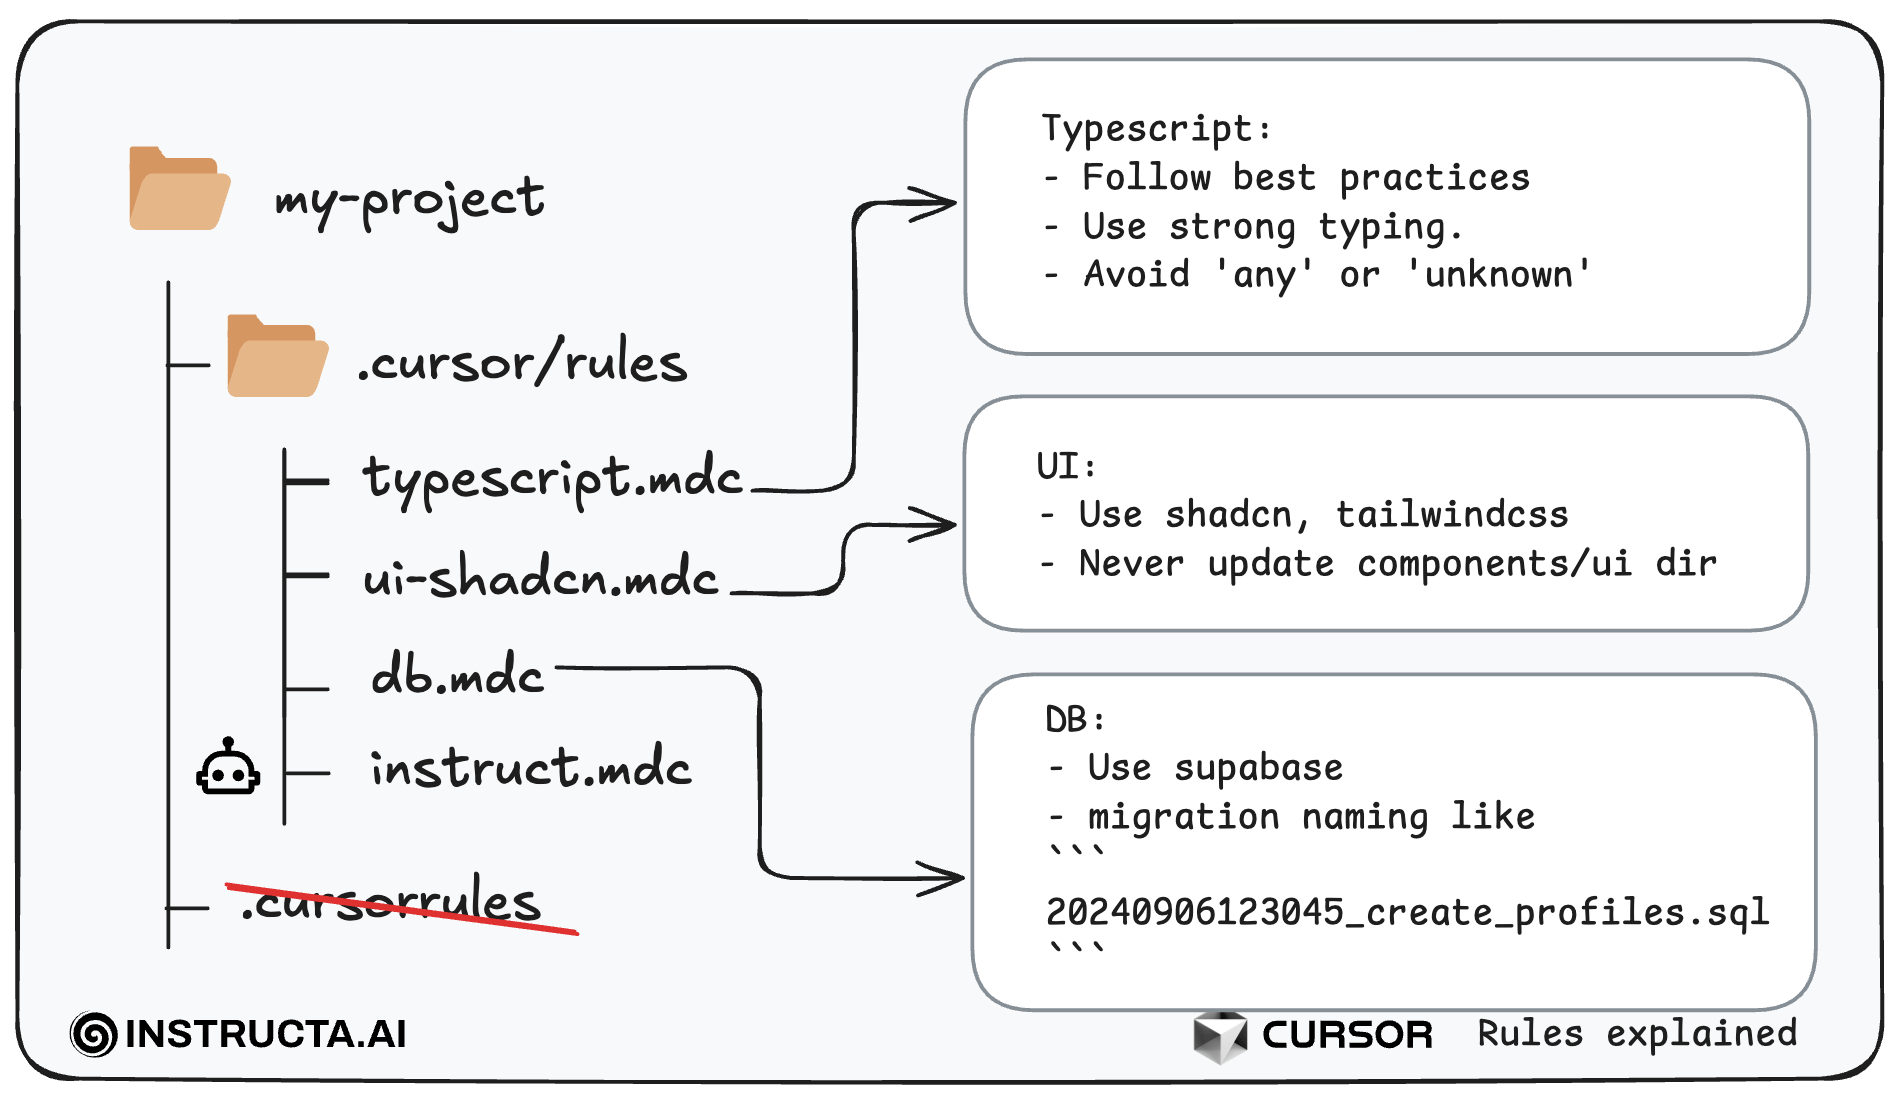 my-project
.cursor/rules
typescript.mdc
ui-shadcn.mdc
db.mdc
instruct.mdc
.cursorrules
Typescript:
- Follow best practices
- Use strong typing.
- Avoid 'any' or 'unknown'
UI:
- Use shadcn, tailwindcss
- Never update components/ui dir
DB:
- Use supabase
- migration naming like
```
20240906123045_create_profiles.sql
```
INSTRUCTA.AI
CURSOR Rules explained